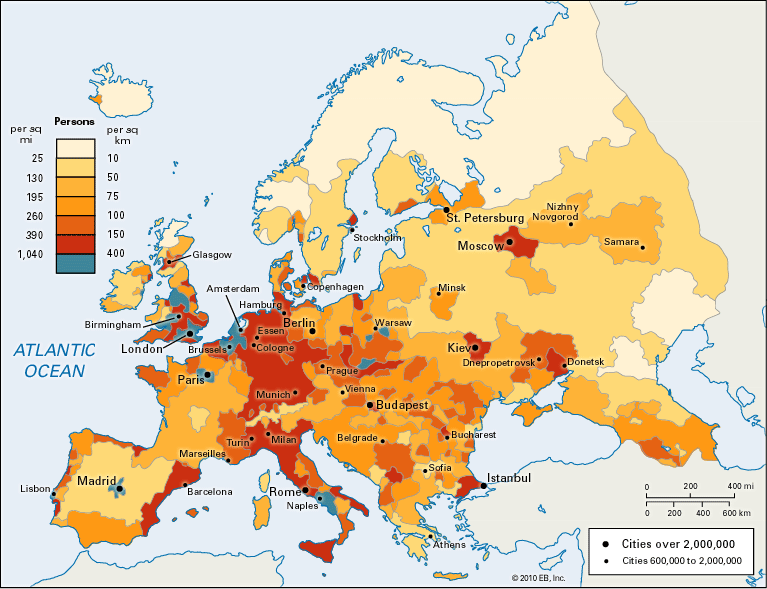 Persons
per sq mi
per sq km
25 10
130 50
195 75
260 100
390 150
1,040 400
St. Petersburg
Nizhny
Novgorod
Moscow
Samara
Stockholm
Glasgow
Copenhagen
Minsk
Amsterdam
Hamburg
Birmingham
Berlin
Warsaw
Essen
London
Brussels
Cologne
Kiev
Dnepropetrovsk
Donetsk
ATLANTIC
OCEAN
Paris
Prague
Munich
Vienna
Budapest
Turin
Milan
Belgrade
Bucharest
Marseilles
Sofia
Madrid
Istanbul
Lisbon
Barcelona
Rome
Naples
Athens
0 200 400 mi
0 200 400 600 km
Cities over 2,000,000
Cities 600,000 to 2,000,000
© 2010 EB, Inc.